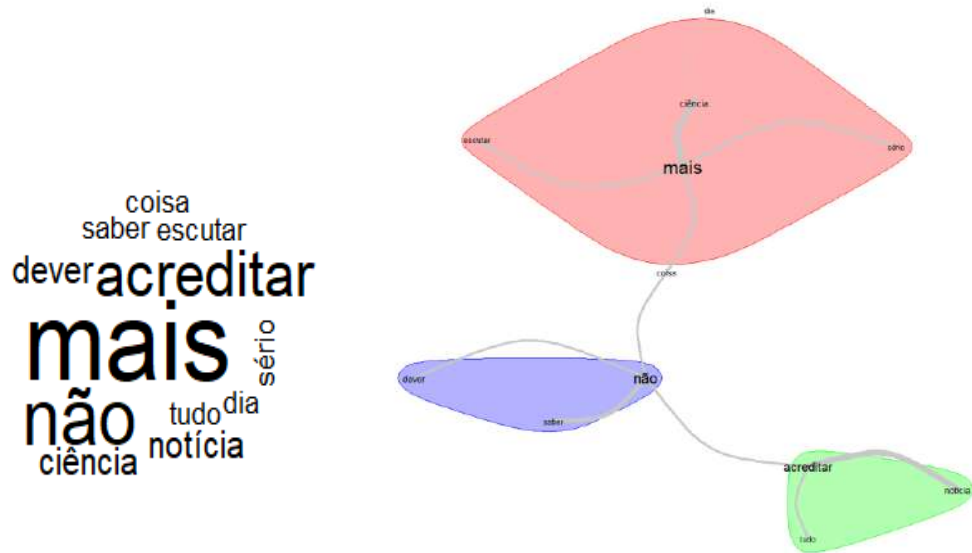 coisa
saber escutar
dever acreditar
mais
sério
não
tudo dia
notícia
ciência
dia
ciência
escutar
sério
mais
coisa
dever
não
saber
acreditar
notícia
tudo